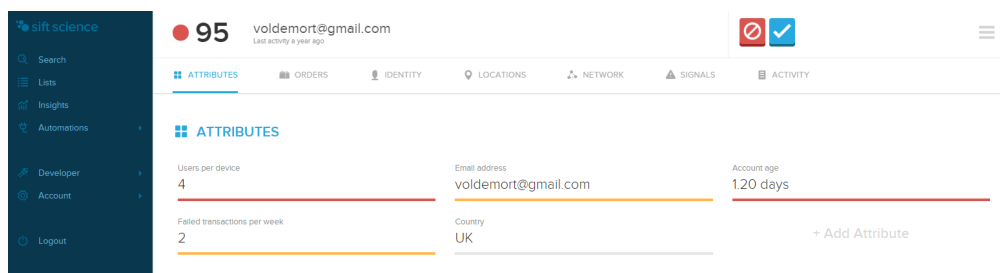 sift science
Search
Lists
Insights
Automations
Developer
Account
Logout
95
voldemort@gmail.com
Last activity a year ago
ATTRIBUTES ORDERS IDENTITY LOCATIONS NETWORK SIGNALS ACTIVITY
ATTRIBUTES
Users per device
4
Email address
voldemort@gmail.com
Account age
1.20 days
Failed transactions per week
2
Country
UK
+ Add Attribute